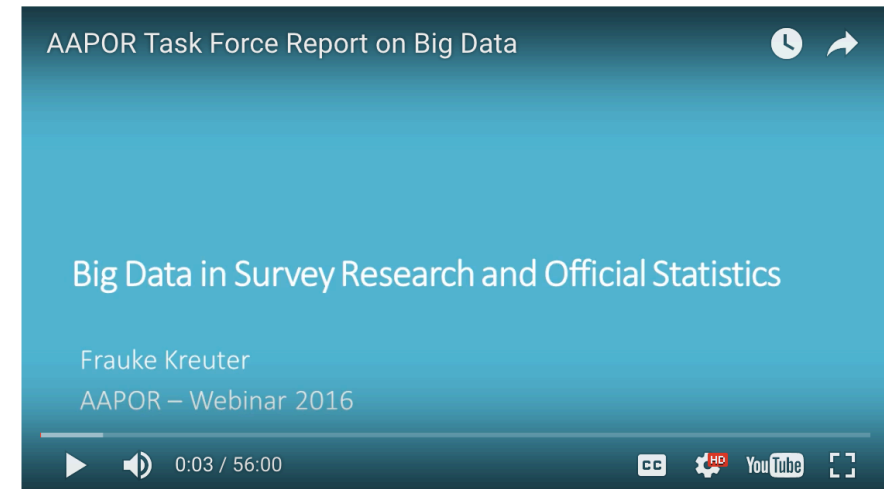 AAPOR Task Force Report on Big Data
Big Data in Survey Research and Official Statistics
Frauke Kreuter
AAPOR – Webinar 2016
0:03 / 56:00
CC
HD
YouTube